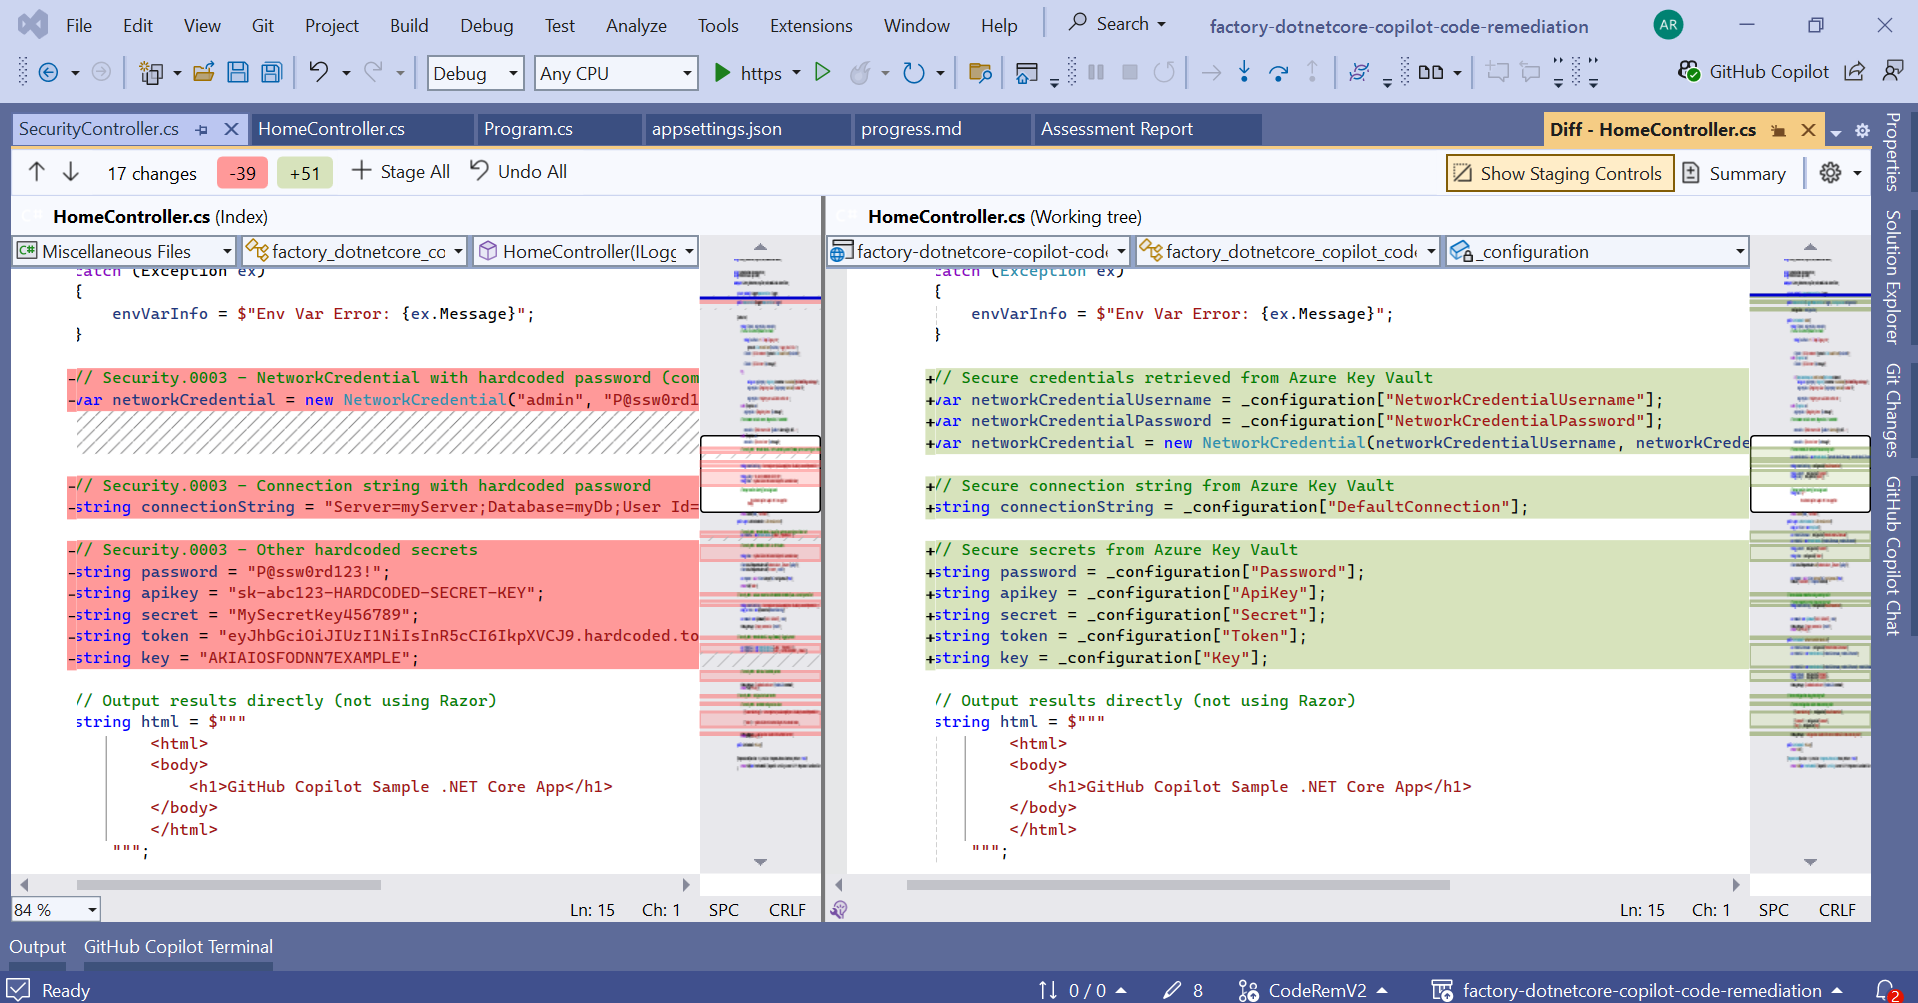 File Edit View Git Project Build Debug Test Analyze Tools Extensions Window Help Search factory-dotnetcore-copilot-code-remediation AR
Debug Any CPU https GitHub Copilot
SecurityController.cs HomeController.cs Program.cs appsettings.json progress.md Assessment Report Diff - HomeController.cs
17 changes -39 +51 Stage All Undo All Show Staging Controls Summary
HomeController.cs (Index)
C# Miscellaneous Files factory_dotnetcore_co HomeController(ILogg
catch (Exception ex)
{
envVarInfo = $"Env Var Error: {ex.Message}";
}
-// Security.0003 - NetworkCredential with hardcoded password (com
-var networkCredential = new NetworkCredential("admin", "P@ssw0rd1
-// Security.0003 - Connection string with hardcoded password
-string connectionString = "Server=myServer;Database=myDb;User Id=
-// Security.0003 - Other hardcoded secrets
-string password = "P@ssw0rd123!";
-string apikey = "sk-abc123-HARDCODED-SECRET-KEY";
-string secret = "MySecretKey456789";
-string token = "eyJhbGciOiJIUzI1NiIsInR5cCI6IkpXVCJ9.hardcoded.to
-string key = "AKIAIOSFODNN7EXAMPLE";
// Output results directly (not using Razor)
string html = $"""
<html>
<body>
<h1>GitHub Copilot Sample .NET Core App</h1>
</body>
</html>
""";
84 % Ln: 15 Ch: 1 SPC CRLF
HomeController.cs (Working tree)
factory-dotnetcore-copilot-code factory_dotnetcore_copilot_code _configuration
catch (Exception ex)
{
envVarInfo = $"Env Var Error: {ex.Message}";
}
+// Secure credentials retrieved from Azure Key Vault
+var networkCredentialUsername = _configuration["NetworkCredentialUsername"];
+var networkCredentialPassword = _configuration["NetworkCredentialPassword"];
+var networkCredential = new NetworkCredential(networkCredentialUsername, networkCrede
+// Secure connection string from Azure Key Vault
+string connectionString = _configuration["DefaultConnection"];
+// Secure secrets from Azure Key Vault
+string password = _configuration["Password"];
+string apikey = _configuration["ApiKey"];
+string secret = _configuration["Secret"];
+string token = _configuration["Token"];
+string key = _configuration["Key"];
// Output results directly (not using Razor)
string html = $"""
<html>
<body>
<h1>GitHub Copilot Sample .NET Core App</h1>
</body>
</html>
""";
Ln: 15 Ch: 1 SPC CRLF
Properties
Solution Explorer
Git Changes
GitHub Copilot Chat
Output GitHub Copilot Terminal
Ready 0 / 0 8 CodeRemV2 factory-dotnetcore-copilot-code-remediation 2